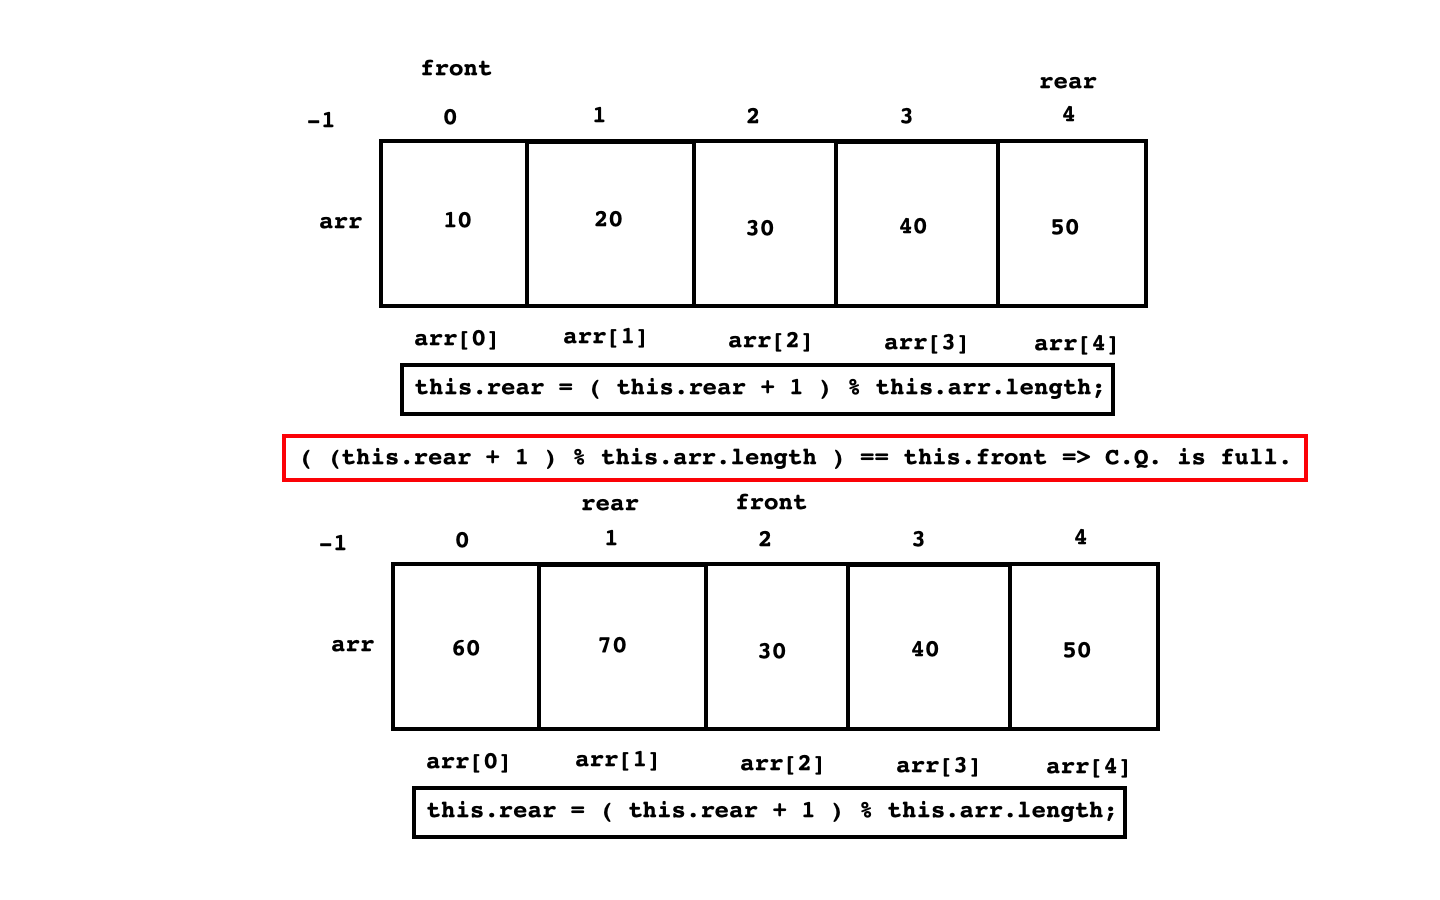 front
rear
-1 0 1 2 3 4
arr 10 20 30 40 50
arr[0] arr[1] arr[2] arr[3] arr[4]
this.rear = ( this.rear + 1 ) % this.arr.length;
( (this.rear + 1 ) % this.arr.length ) == this.front => C.Q. is full.
rear front
-1 0 1 2 3 4
arr 60 70 30 40 50
arr[0] arr[1] arr[2] arr[3] arr[4]
this.rear = ( this.rear + 1 ) % this.arr.length;